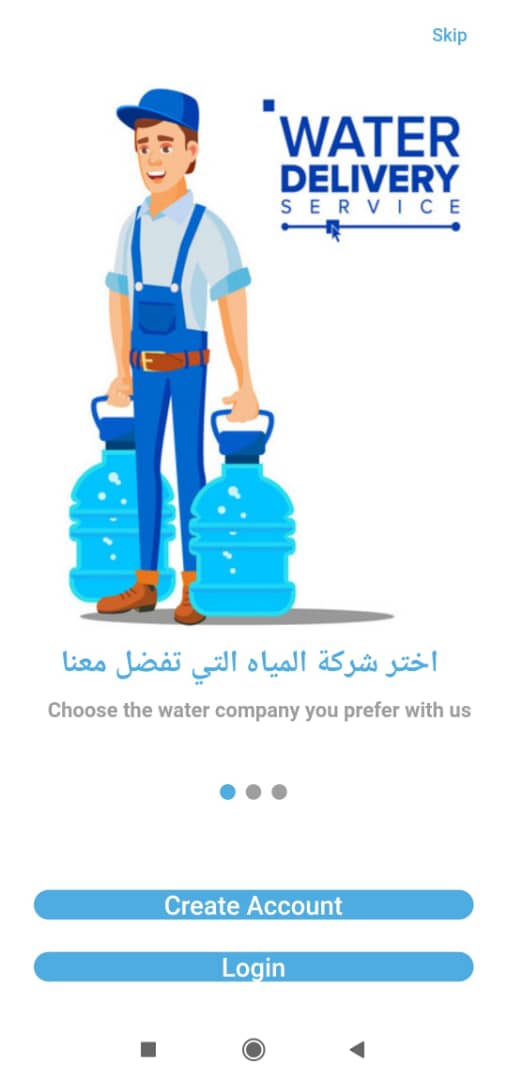 Skip
WATER
DELIVERY
SERVICE
اختر شركة المياه التي تفضل معنا
Choose the water company you prefer with us
Create Account
Login